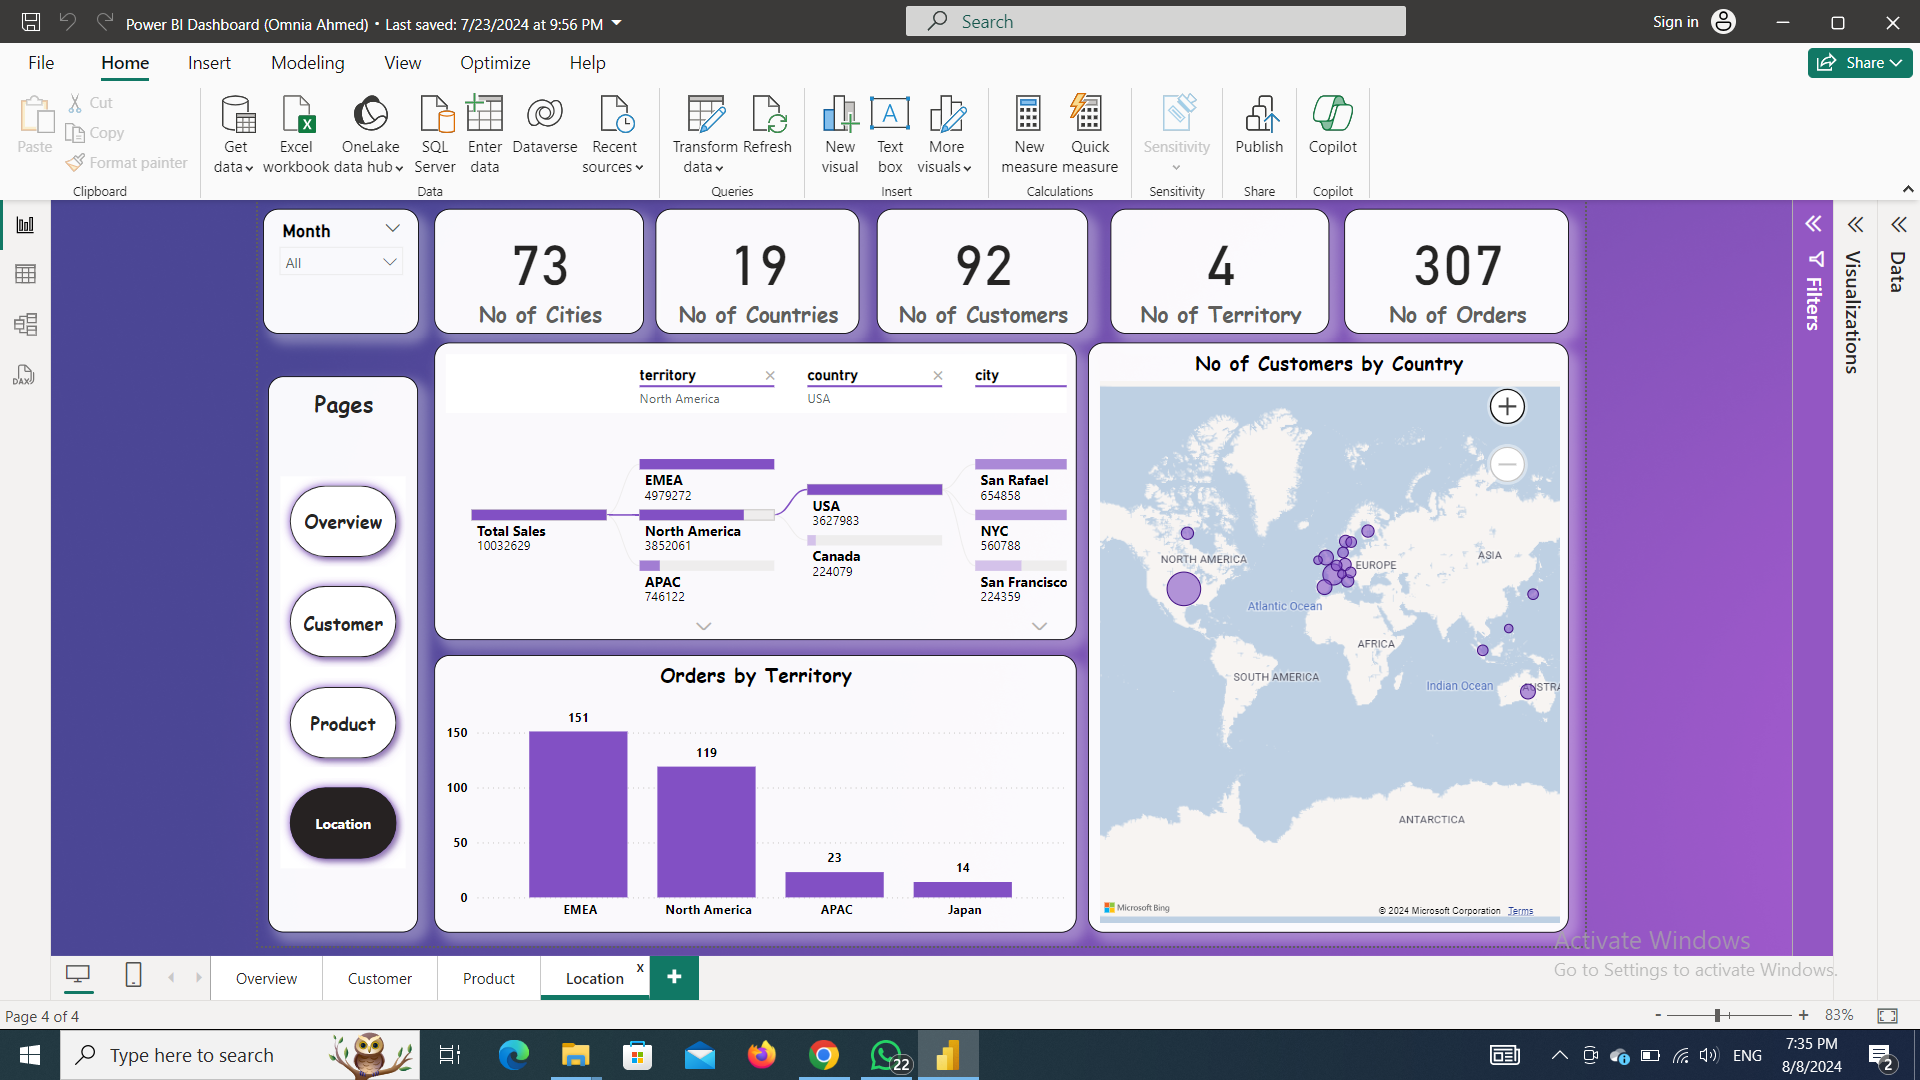 Power BI Dashboard (Omnia Ahmed) • Last saved: 7/23/2024 at 9:56 PM
Search
Sign in
File
Home
Insert
Modeling
View
Optimize
Help
Share
Paste
Cut
Copy
Format painter
Clipboard
Get data
Excel workbook
OneLake data hub
SQL Server
Enter data
Dataverse
Recent sources
Data
Transform data
Refresh
Queries
New visual
Text box
More visuals
Insert
New measure
Quick measure
Calculations
Sensitivity
Sensitivity
Publish
Share
Copilot
Copilot
DAX
Month
All
73
No of Cities
19
No of Countries
92
No of Customers
4
No of Territory
307
No of Orders
Pages
Overview
Customer
Product
Location
territory
North America
country
USA
city
Total Sales
10032629
EMEA
4979272
North America
3852061
APAC
746122
USA
3627983
Canada
224079
San Rafael
654858
NYC
560788
San Francisco
224359
Orders by Territory
150
100
50
0
151
119
23
14
EMEA
North America
APAC
Japan
No of Customers by Country
NORTH AMERICA
EUROPE
ASIA
Atlantic Ocean
AFRICA
SOUTH AMERICA
Indian Ocean
AUSTRA
ANTARCTICA
Microsoft Bing
© 2024 Microsoft Corporation Terms
Filters
Visualizations
Data
Activate Windows
Go to Settings to activate Windows.
Overview
Customer
Product
Location
x
Page 4 of 4
83%
Type here to search
22
ENG
7:35 PM
8/8/2024
2